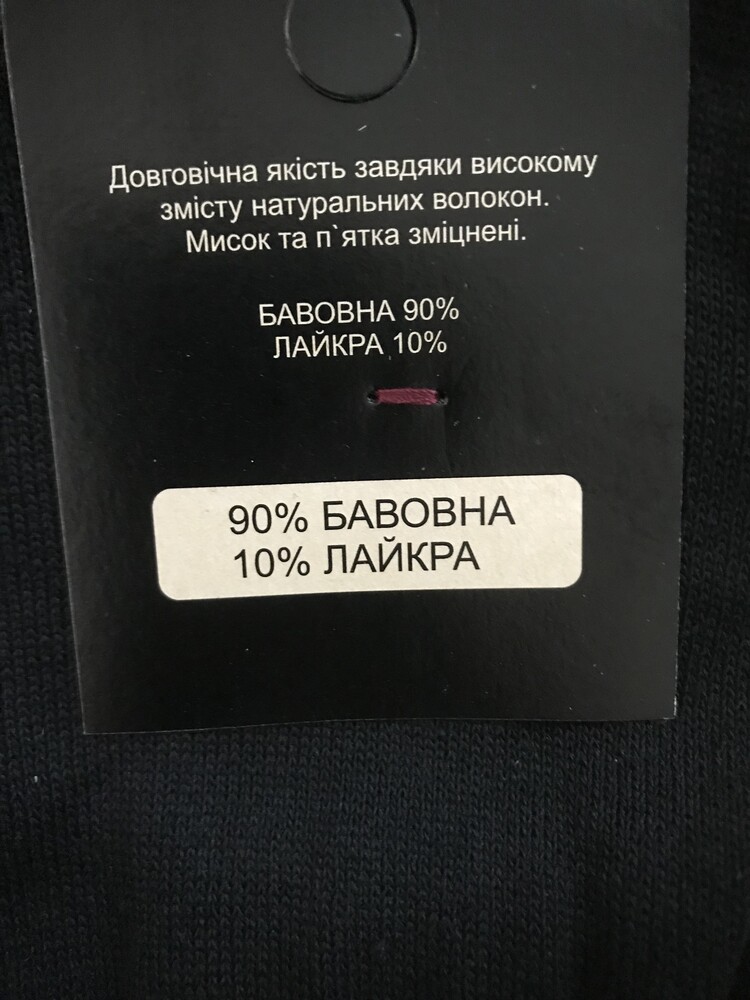 Довговічна якість завдяки високому
змісту натуральних волокон.
Мисок та п`ятка зміцнені.
БАВОВНА 90%
ЛАЙКРА 10%
90% БАВОВНА
10% ЛАЙКРА